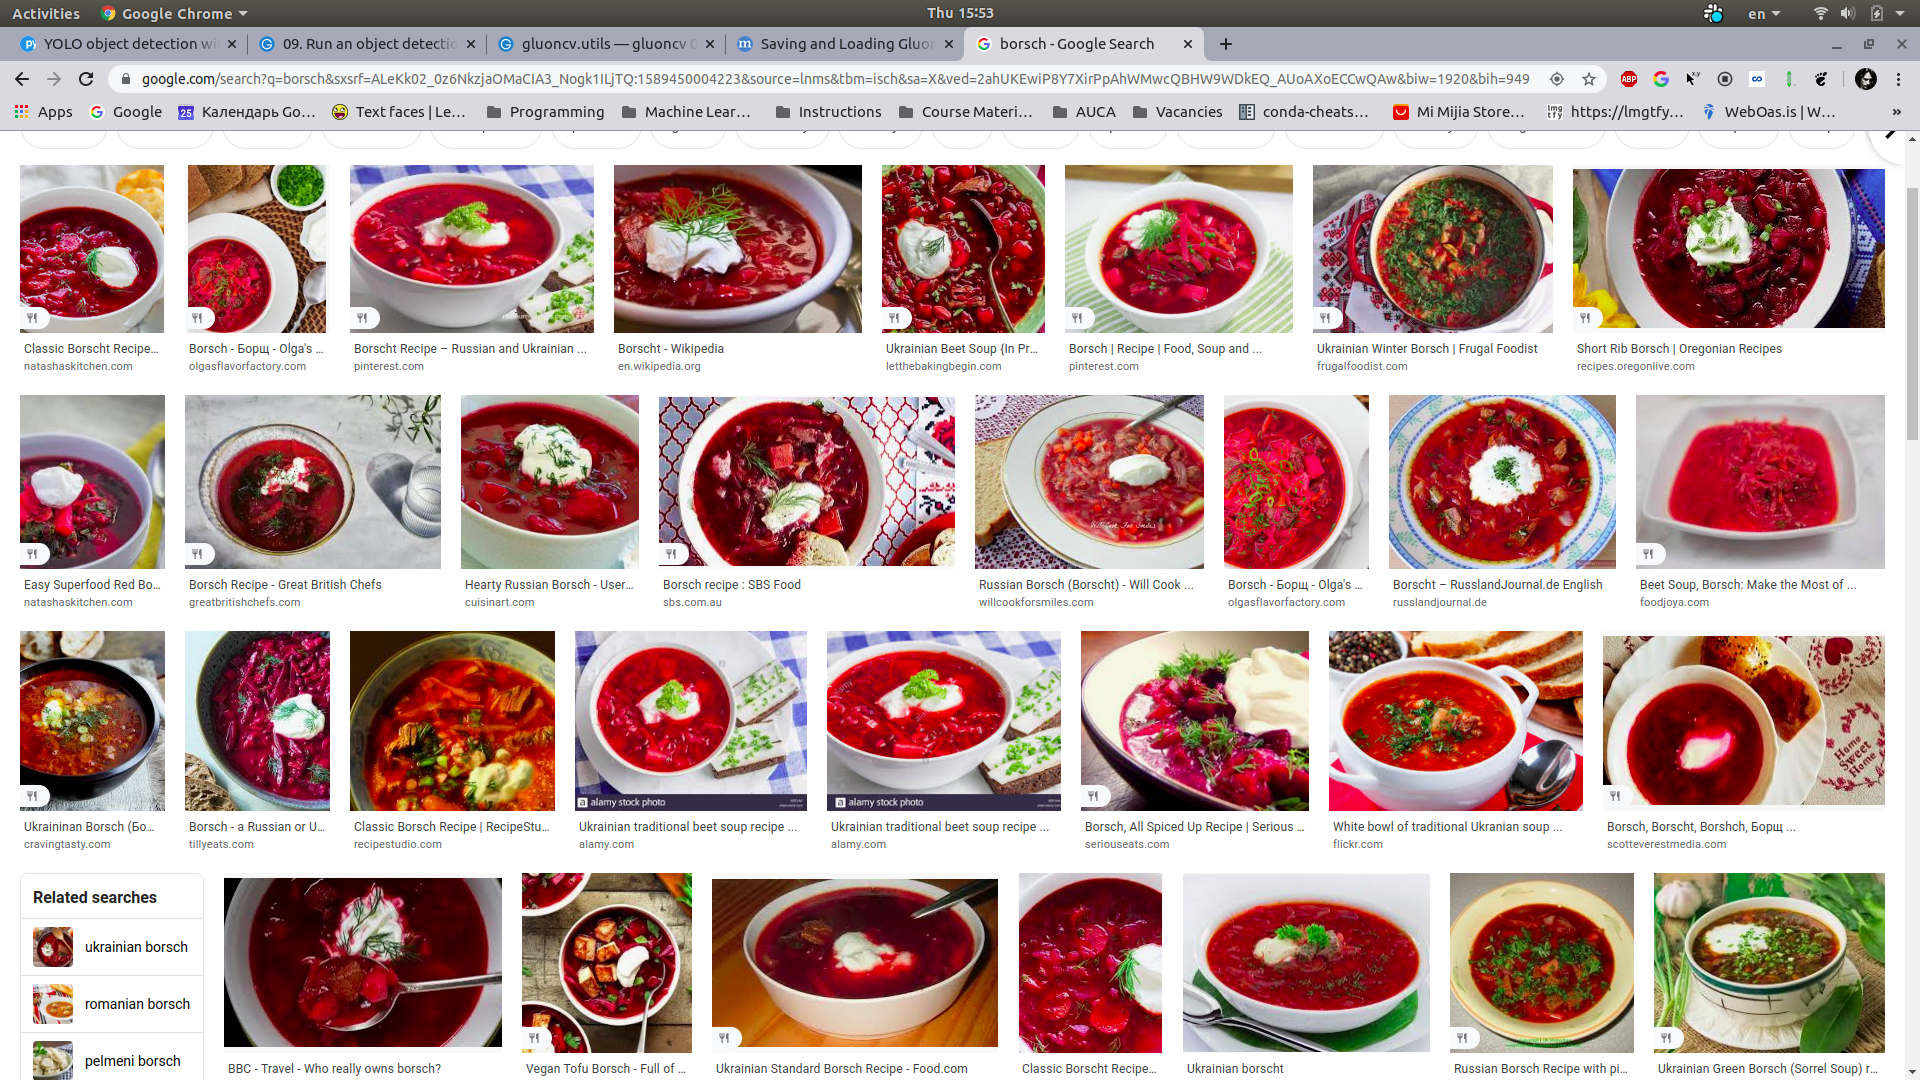 Activities
Google Chrome
Thu 15:53
en
YOLO object detection wi
09. Run an object detectio
gluoncv.utils — gluoncv 0
Saving and Loading Gluon
borsch - Google Search
google.com/search?q=borsch&sxsrf=ALeKk02_0z6NkzjaOMaCIA3_Nogk1ILjTQ:1589450004223&source=lnms&tbm=isch&sa=X&ved=2ahUKEwiP8Y7XirPpAhWMwcQBHW9WDkEQ_AUoAXoECCwQAw&biw=1920&bih=949
Apps
Google
Календарь Go...
Text faces | Le...
Programming
Machine Lear...
Instructions
Course Materi...
AUCA
Vacancies
conda-cheats...
Mi Mijia Store...
https://lmgtfy...
WebOas.is | W...
Classic Borscht Recipe...
natashaskitchen.com
Borsch - Борщ - Olga's ...
olgasflavorfactory.com
Borscht Recipe – Russian and Ukrainian ...
pinterest.com
Borscht - Wikipedia
en.wikipedia.org
Ukrainian Beet Soup {In Pr...
letthebakingbegin.com
Borsch | Recipe | Food, Soup and ...
pinterest.com
Ukrainian Winter Borsch | Frugal Foodist
frugalfoodist.com
Short Rib Borsch | Oregonian Recipes
recipes.oregonlive.com
Easy Superfood Red Bo...
natashaskitchen.com
Borsch Recipe - Great British Chefs
greatbritishchefs.com
Hearty Russian Borsch - User...
cuisinart.com
Borsch recipe : SBS Food
sbs.com.au
Will Cook For Smiles
Russian Borsch (Borscht) - Will Cook ...
willcookforsmiles.com
Borsch - Борщ - Olga's ...
olgasflavorfactory.com
Borscht – RusslandJournal.de English
russlandjournal.de
Beet Soup, Borsch: Make the Most of ...
foodjoya.com
Ukraininan Borsch (Бо...
cravingtasty.com
Borsch - a Russian or U...
tillyeats.com
Classic Borsch Recipe | RecipeStu...
recipestudio.com
a alamy stock photo
Ukrainian traditional beet soup recipe ...
alamy.com
a alamy stock photo
Ukrainian traditional beet soup recipe ...
alamy.com
Borsch, All Spiced Up Recipe | Serious ...
seriouseats.com
White bowl of traditional Ukranian soup ...
flickr.com
Home Sweet Home
Borsch, Borscht, Borshch, Борщ ...
scotteverestmedia.com
Related searches
ukrainian borsch
romanian borsch
pelmeni borsch
BBC - Travel - Who really owns borsch?
Vegan Tofu Borsch - Full of ...
Ukrainian Standard Borsch Recipe - Food.com
Classic Borscht Recipe...
Ukrainian borscht
Russian Borsch Recipe with pi...
Ukrainian Green Borsch (Sorrel Soup) r...